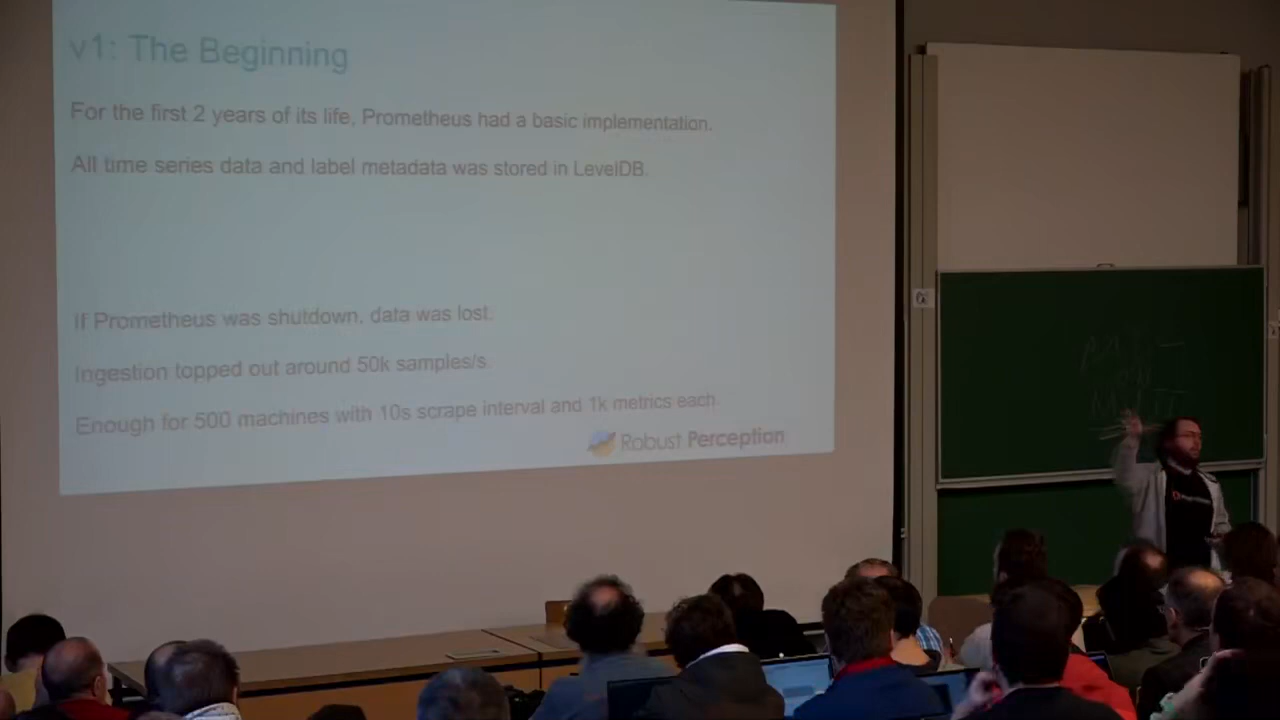 v1: The Beginning
For the first 2 years of its life, Prometheus had a basic implementation.
All time series data and label metadata was stored in LevelDB.
If Prometheus was shutdown, data was lost.
Ingestion topped out around 50k samples/s.
Enough for 500 machines with 10s scrape interval and 1k metrics each.
Robust Perception